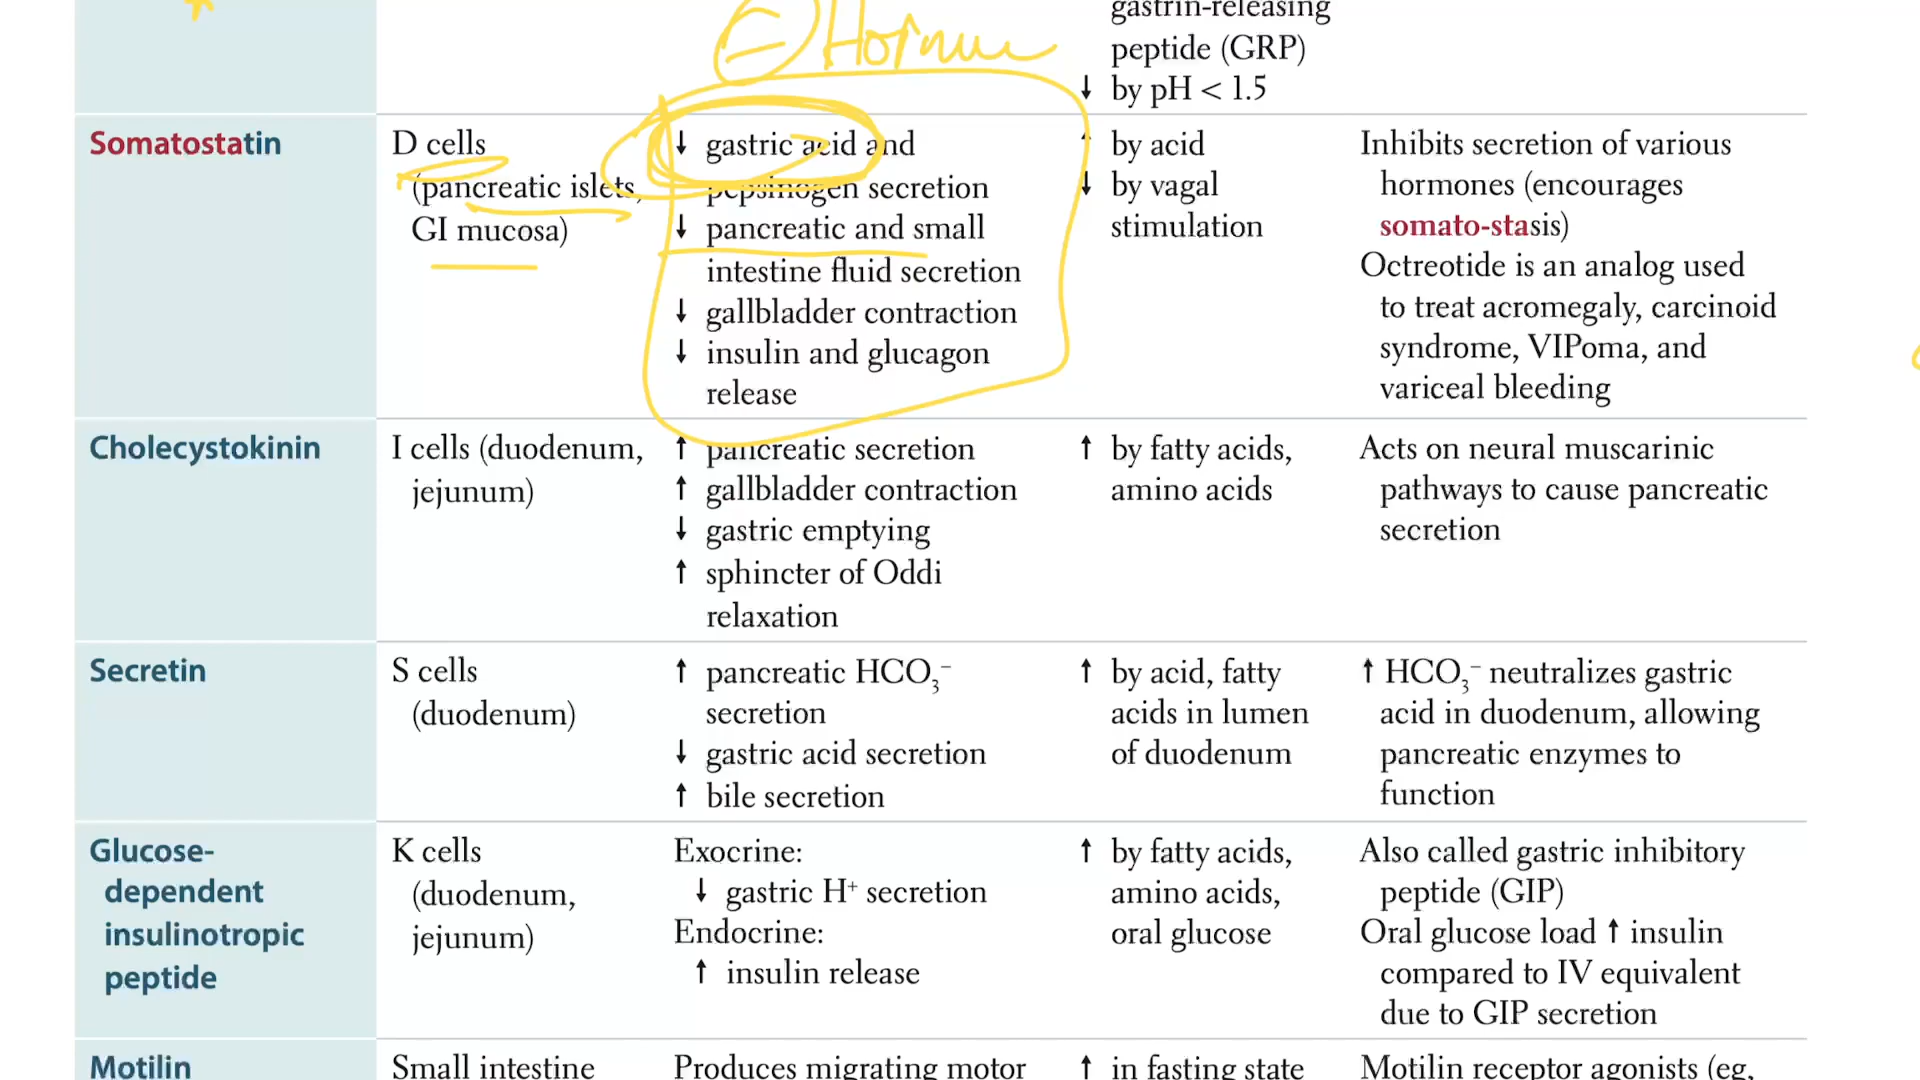 gastrin-releasing
peptide (GRP)
↓ by pH < 1.5
Somatostatin
D cells
(pancreatic islets,
GI mucosa)
↓ gastric acid and
pepsinogen secretion
↓ pancreatic and small
intestine fluid secretion
↓ gallbladder contraction
↓ insulin and glucagon
release
↑ by acid
↓ by vagal
stimulation
Inhibits secretion of various
hormones (encourages
somato-stasis)
Octreotide is an analog used
to treat acromegaly, carcinoid
syndrome, VIPoma, and
variceal bleeding
Cholecystokinin
I cells (duodenum,
jejunum)
↑ pancreatic secretion
↑ gallbladder contraction
↓ gastric emptying
↑ sphincter of Oddi
relaxation
↑ by fatty acids,
amino acids
Acts on neural muscarinic
pathways to cause pancreatic
secretion
Secretin
S cells
(duodenum)
↑ pancreatic HCO₃⁻
secretion
↓ gastric acid secretion
↑ bile secretion
↑ by acid, fatty
acids in lumen
of duodenum
↑ HCO₃⁻ neutralizes gastric
acid in duodenum, allowing
pancreatic enzymes to
function
Glucose-
dependent
insulinotropic
peptide
K cells
(duodenum,
jejunum)
Exocrine:
↓ gastric H⁺ secretion
Endocrine:
↑ insulin release
↑ by fatty acids,
amino acids,
oral glucose
Also called gastric inhibitory
peptide (GIP)
Oral glucose load ↑ insulin
compared to IV equivalent
due to GIP secretion
Motilin
Small intestine
Produces migrating motor
↑ in fasting state
Motilin receptor agonists (eg,